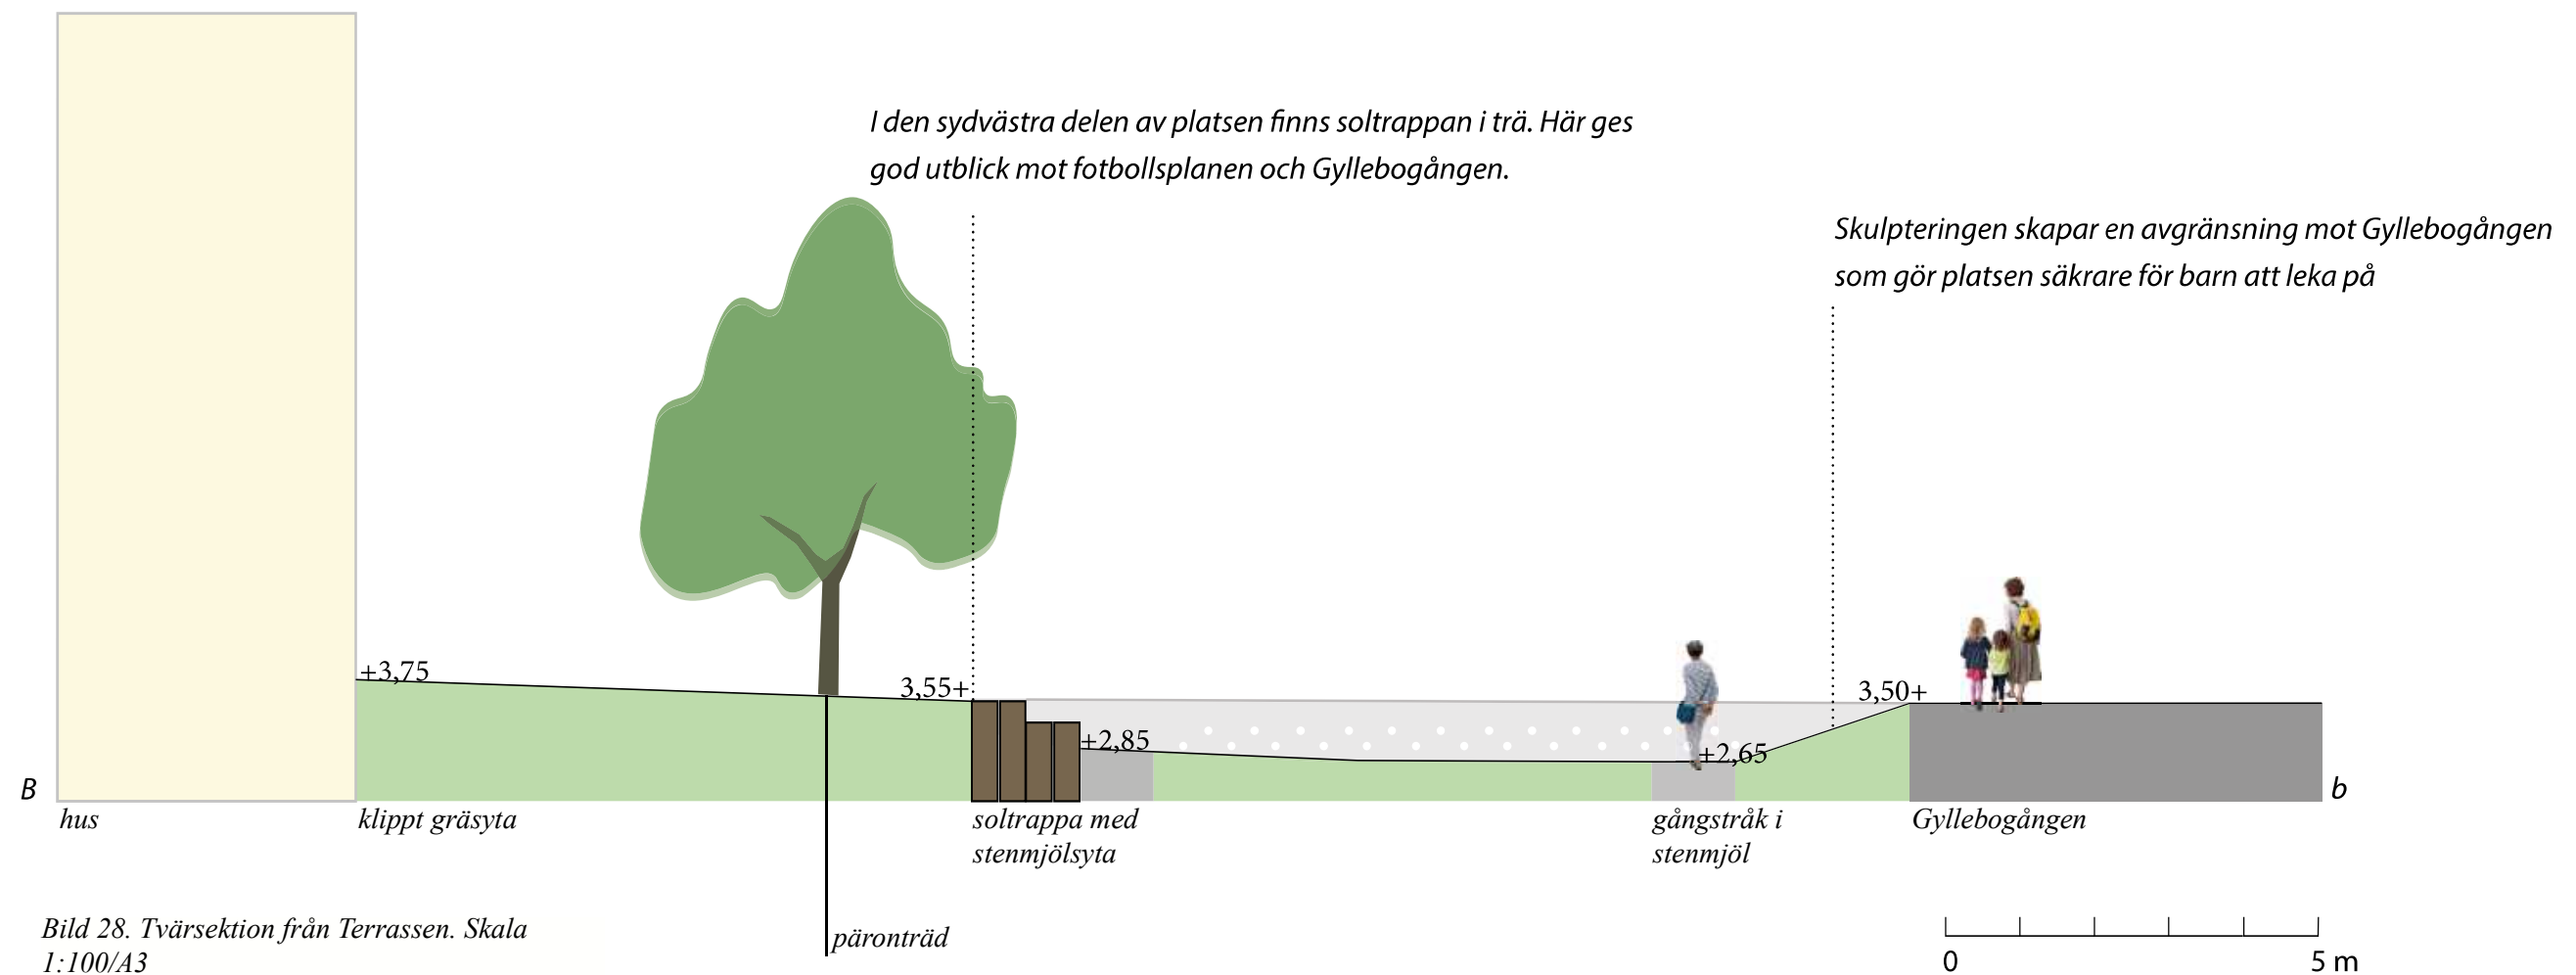 I den sydvästra delen av platsen finns soltrappan i trä. Här ges
god utblick mot fotbollsplanen och Gyllebogången.
Skulpteringen skapar en avgränsning mot Gyllebogången
som gör platsen säkrare för barn att leka på
+3,75
3,55+
+2,85
+2,65
3,50+
B
b
hus
klippt gräsyta
soltrappa med
stenmjölsyta
gångstråk i
stenmjöl
Gyllebogången
päronträd
Bild 28. Tvärsektion från Terrassen. Skala
1:100/A3
0
5 m